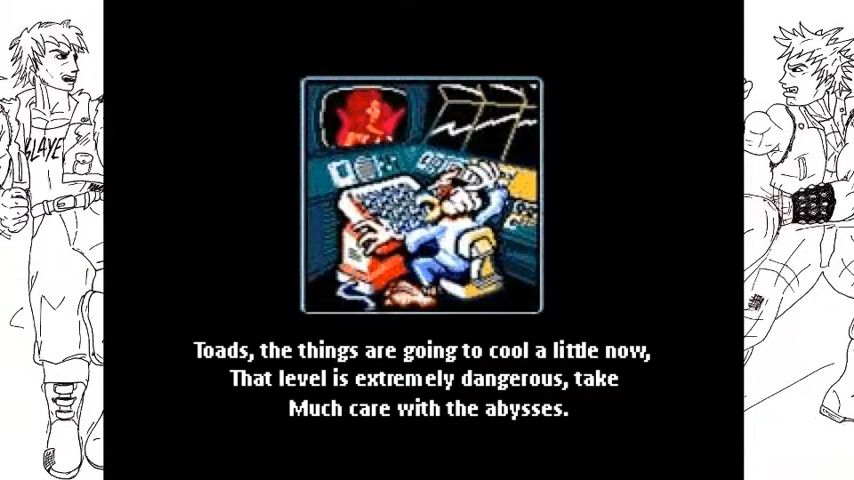 SLAYE
Toads, the things are going to cool a little now,
That level is extremely dangerous, take
Much care with the abysses.